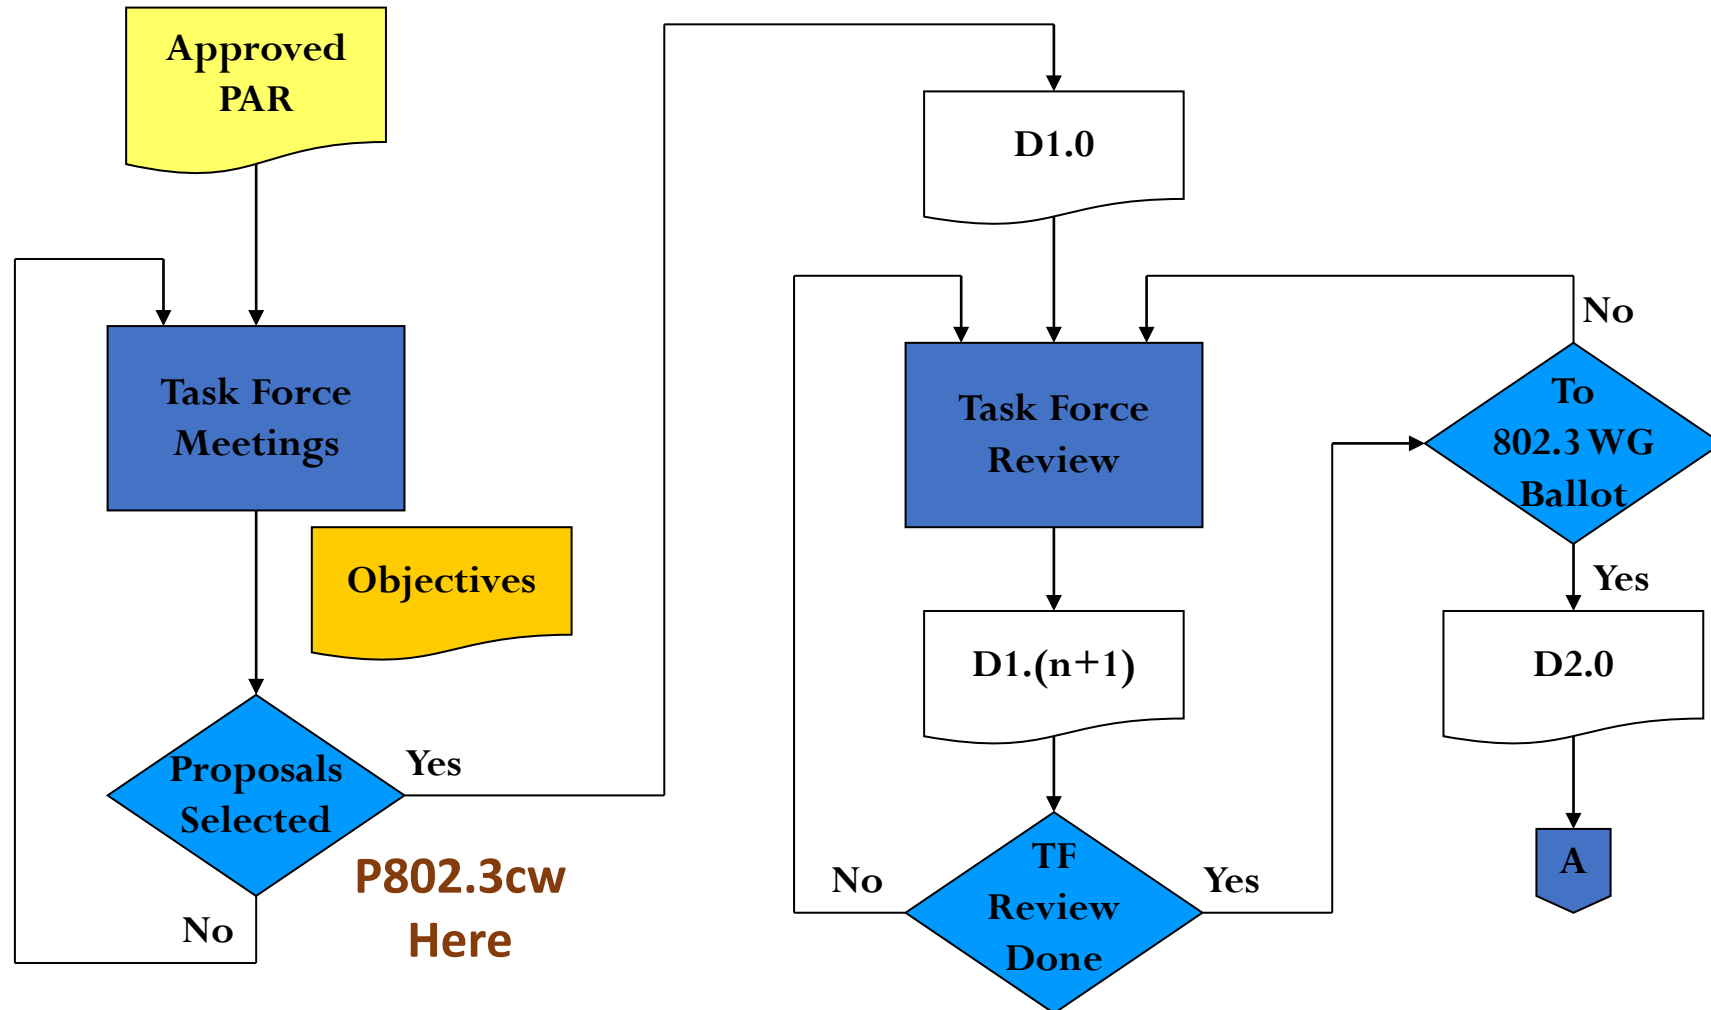 Approved
PAR
Task Force
Meetings
Objectives
Proposals
Selected
Yes
No
P802.3cw
Here
D1.0
Task Force
Review
D1.(n+1)
TF
Review
Done
No
Yes
To
802.3 WG
Ballot
No
Yes
D2.0
A